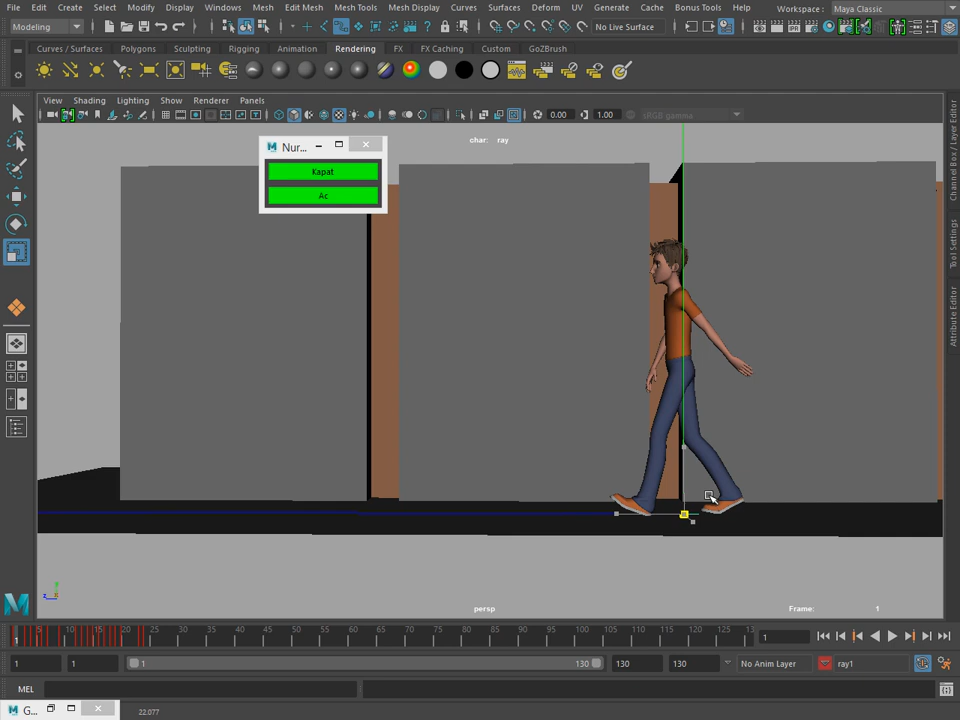 File Edit Create Select Modify Display Windows Mesh Edit Mesh Mesh Tools Mesh Display Curves Surfaces Deform UV Generate Cache Bonus Tools Help Workspace : Maya Classic
Modeling No Live Surface
Curves / Surfaces Polygons Sculpting Rigging Animation Rendering FX FX Caching Custom GoZBrush
View Shading Lighting Show Renderer Panels
0.00 1.00 sRGB gamma
char: ray
Nur...
Kapat
Ac
Channel Box / Layer Editor
Tool Settings
Attribute Editor
y
z
persp
Frame: 1
1 5 10 15 20 25 30 35 40 45 50 55 60 65 70 75 80 85 90 95 100 105 110 115 120 125 13 1
1 1 1 130 130 130 No Anim Layer ray1
MEL
G... 22.077